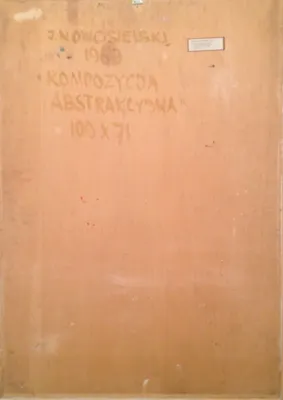 J. NOWOSIELSKI
1960
"KOMPOZYCJA
ABSTRAKCYJNA"
100 X 71